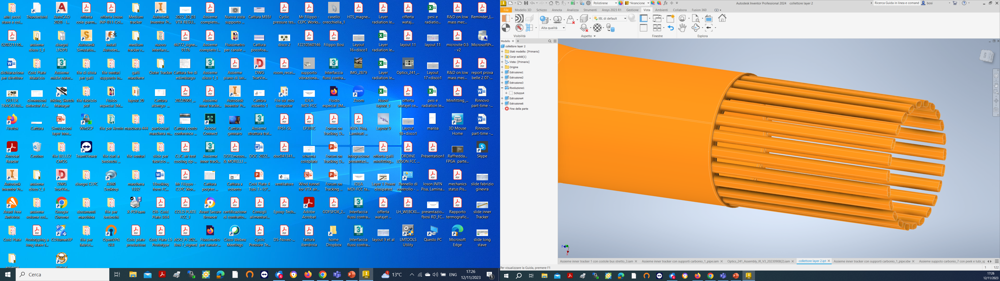 altri pezzi stave e col...
Thunderbird
AutoCAD 2020 - I...
offerta cole-parm...
offerta loson INP-011-Col...
Medium tracker
Autodesk Inventor Pr...
2022_10_03 VTX REGU...
Assieme completo...
Nuova vista supporto ...
Cattura M55J
Cyclic pressure tes...
Mr Filippo - CEPC Works...
casello orecchiella_1
HTS_magne...
Layer radiation le...
offerta wataj...
pesi e radiatio...
R&D on low mass mec...
Reminder_L...
G20221110...
assieme disco 3_1
disegni LN2P3
Autodesk Simulatio...
Install Autodes...
medium tracker r...
nuovo interfacc...
46772_signe... 9176
Assieme completo l...
Flussimetro per canale ...
Cattura pocofoa...
disco 2
F2210560146
Filippo Bosi
Layout 16+disco1
Layer radiation le...
layout 11
layout 11
microvite 0.5 - v2
MicrosoftPr...
dichiarazione per direttore
Cold Plate Maurizio
Assieme midle outer...
file di silvia per galli
file venturi supporto in...
galli maschere
Outer Tracker
Cattura fee di edimburgo
Assieme disco 1_1
Assieme piano di lav...
DWG TrueVie...
room_recei...
supporto vibraziona...
Interfaccia flussi contra...
IMG_2879
Layer radiation le...
Optics_241_...
Layout 17+disco1
R&D on low mass mec...
report prova belle 2 07-...
OUTER TRACKERsli...
dimensioni detector AT...
Inkling Sketch Manager
file fabrizio pdf
Fluido especial 3M...
layout 20
Cattura albergo _...
20220901_...
Assieme inner tracke...
Autodesk Inventor Pr...
Cattura roberto 1
File sul mio computer
IDEA MDI-FCC
Fluido especial 3M...
Zoom
Nuovi layout_1
offerta watajet ce...
pesi e radiation le...
Minifitting_...
Rinnovo part-time -...
Firefox
Cattura
Simulazioni layer Inne...
WinSCP
file per Armin
maschera 444
particolari maschera m...
Cattura costo conference ...
Adobe Connect
Cattura gennaro
Assieme struttura tral...
FP51-SL
EP30TC
Forum on Tracking D...
INFN Pisa, Laminati ...
Layout 9
Layout 18+disco1
marisa
3D Mouse Home
Rinnovo part-time -...
Acrobat Reader
Cestino
file BELLE2 CMOS
TeamViewer
file dati a bedeschi ...
file venturi
slide per fabrizio ...
CLIC air test cooling dp-...
Assieme inner track...
DDTEmesso... & MORELLI ...
DOC-2022...
doc041341...
schema coldplate
Forum on Tracking D...
integrazione presentazi...
offerta galli minifitting...
ORDINE LOSON FCC ...
Présentation1
Raffredda... FPGA parte...
Skype
Autodesk Inventor Pr...
assieme disco 2_1
DWG TrueVie...
disegni CEPC
A360 Desktop
maschera 1332
1Booking form FC...
Mr Filippo - CEPC Wor...
Cattura polytec ...
Cattura x roberto
Cold Plate 4 Tubi T=15°...
ventilatore
Wind tunnel for VTX air...
Forum on Tracking ...
IDEA MDI-FCC ta...
Layer 1 Power dissipated
Pannello di controllo - ...
loson INFN Pisa, Lamina...
mechanics status Pis...
slide fabrizio ginevra
Avast Free Antivirus
assieme volume col...
Google Chrome
documenti macchina
file per bedeschi
X-PDFsam
OB- Cold Plate 3&4
COLD PLATE FCC_1
Avast Secure Browser
certificazione di contratto...
Consigli alimentari...
Epoxy-Tech...
Adobe Acrobat
GDFSFOX_2...
Interfaccia flussi contra...
offerta watajet ...
LH_WEBCKI....
presentazio... fbosi RD_FC...
Rapporto termografic...
slide inner Tracker
Cold Plate
Prototyping a long stave f...
CDBurnerXP
file per fabrizi...
OpenVPN GUI
Cold plate production
Cold Plate L5 Prototype
AOO_PI-202... Bosi F_signed
Flussimetro per canale ...
Cisco Webex Meetings
Cyclic Pressure Te...
DS-Novec-...
fattura iberdrola
home Dropbox
Interfaccia flussi contra...
layout 9 et al
LMTOOLS Utility
Questo PC
Microsoft Edge
slide long stave
assieme
Virtual
Cerca
13°C
ENG
17:26
12/11/2023
Polistirene
*Arancione
Autodesk Inventor Professional 2024 collettore layer 2
Ricerca Guida in linea e comand
bosi
File
Modello 3D
Schizzo
Annota
Analizza
Strumenti
Ansys 2023 R1
Gestione
Vista
Ambienti
Collabora
Fusion 360
IBL di default
Alta qualità
Visibilità
Aspetto
Finestre
Esplora
Modello
collettore layer 2
Stati modello: [Primario]
Corpi solidi(1)
Vista: [Primario]
Origine
Estrusione1
Estrusione2
Estrusione3
Rivoluzione1
Schizzo4
Estrusione4
Estrusione6
Fine della parte
ALTO
Z
X
Assieme inner tracker 1 con costole bus stretto_3.iam
Assieme inner tracker con supporti carbonio_1_pipe.iam
Optics_241_Assembly_IR_V3_20230908(2).iam
collettore layer 2.ipt
Assieme inner tracker con supporti carbonio_1_pipe.idw
Assieme suppoto carbonio_7 con peek e tubi_sp
Per visualizzare la Guida, premere F1
1
122
17:26
12/11/2023